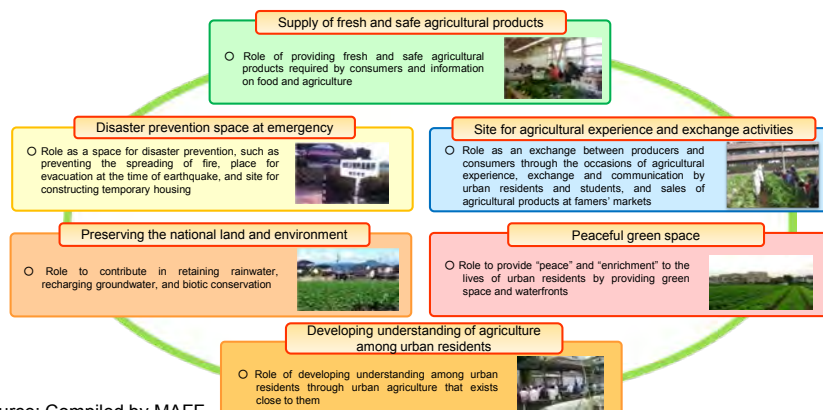 Supply of fresh and safe agricultural products
O Role of providing fresh and safe agricultural
products required by consumers and information
on food and agriculture
Disaster prevention space at emergency
O Role as a space for disaster prevention, such as
preventing the spreading of fire, place for
evacuation at the time of earthquake, and site for
constructing temporary housing
Site for agricultural experience and exchange activities
O Role as an exchange between producers and
consumers through the occasions of agricultural
experience, exchange and communication by
urban residents and students, and sales of
agricultural products at famers' markets
Preserving the national land and environment
O Role to contribute in retaining rainwater,
recharging groundwater, and biotic conservation
Peaceful green space
O Role to provide "peace" and "enrichment" to the
lives of urban residents by providing green
space and waterfronts
Developing understanding of agriculture
among urban residents
O Role of developing understanding among urban
residents through urban agriculture that exists
close to them
Compiled by MAFF